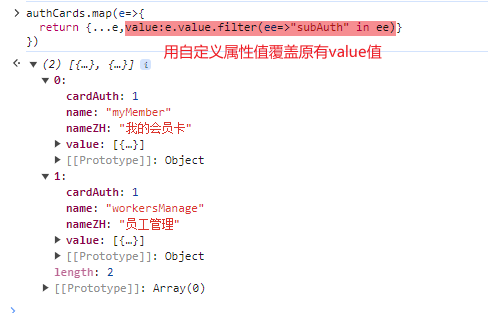 > authCards.map(e=>{
return {...e,value:e.value.filter(ee=>"subAuth" in ee)}
})
用自定义属性值覆盖原有value值
(2) [{…}, {…}] i
0:
cardAuth: 1
name: "myMember"
nameZH: "我的会员卡"
value: [{…}]
[[Prototype]]: Object
1:
cardAuth: 1
name: "workersManage"
nameZH: "员工管理"
value: [{…}]
[[Prototype]]: Object
length: 2
[[Prototype]]: Array(0)
>